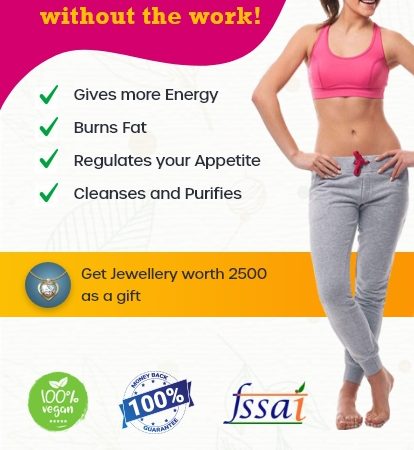 without the work!
Gives more Energy
Burns Fat
Regulates your Appetite
Cleanses and Purifies
Get Jewellery worth 2500
as a gift
100%
vegan
MONEY BACK
100%
GUARANTEE
fssai